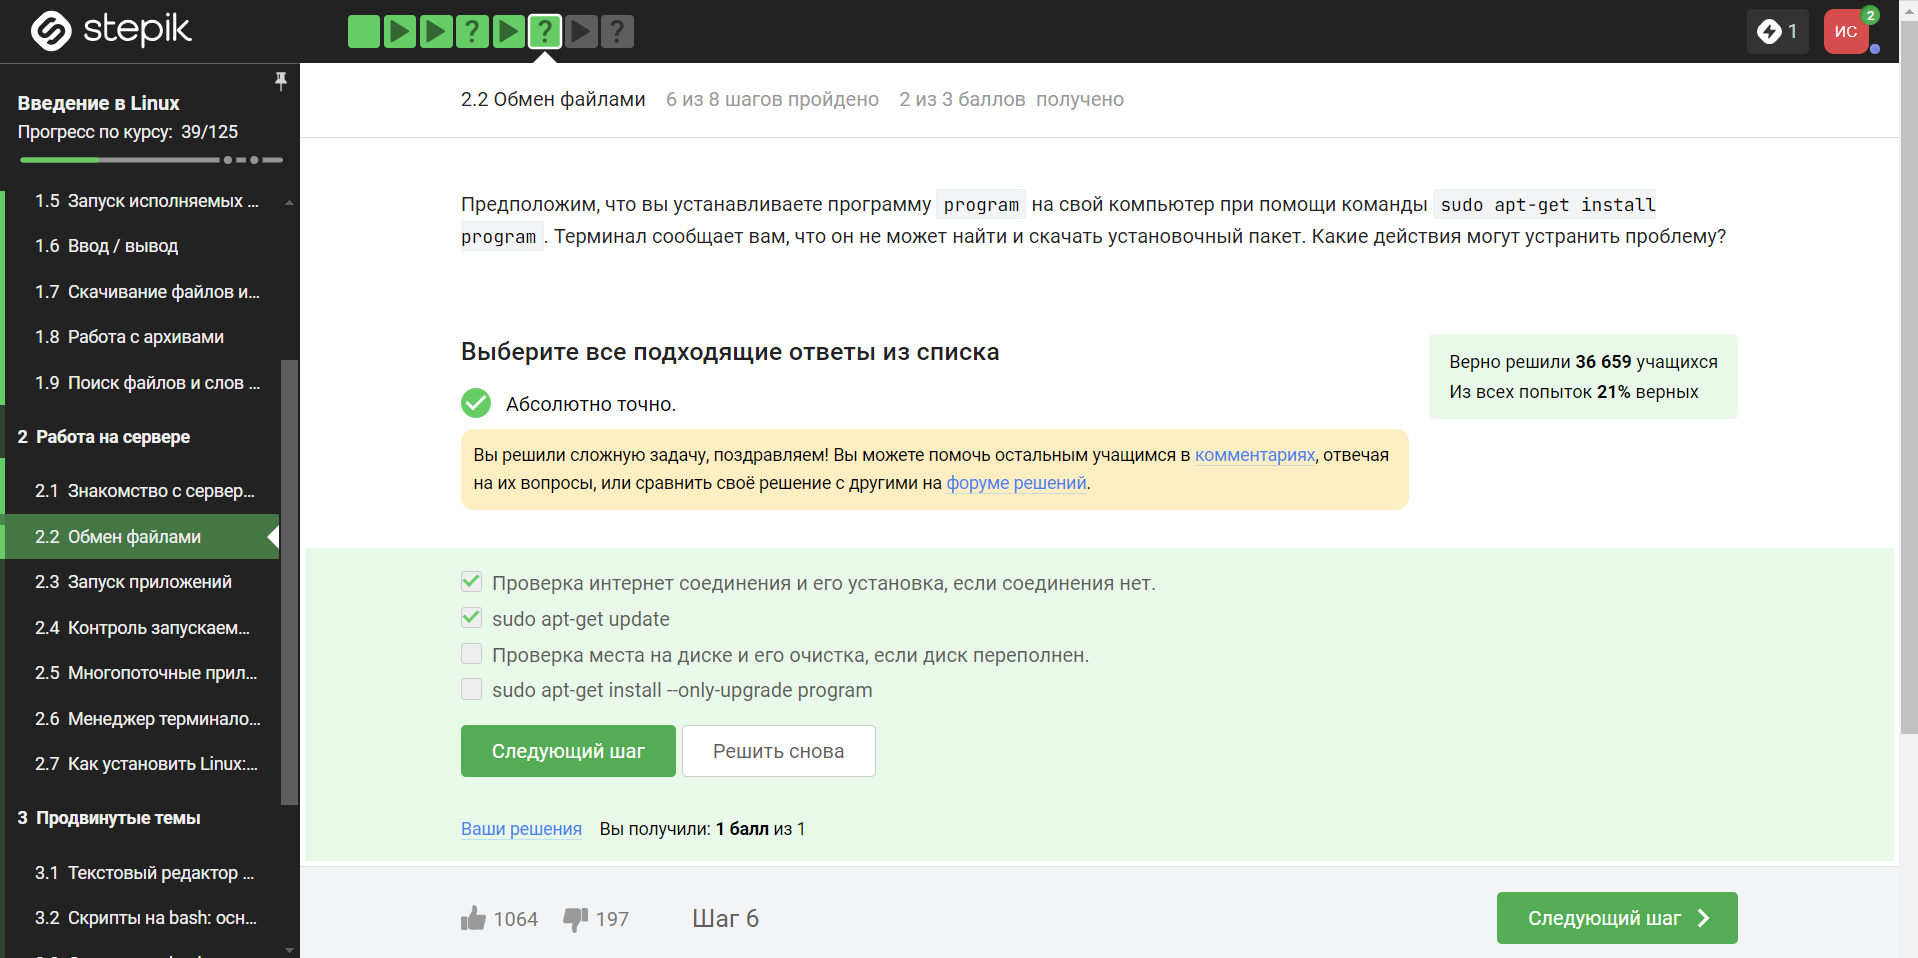 stepik
?
?
?
1
ИС
2
Введение в Linux
Прогресс по курсу: 39/125
1.5 Запуск исполняемых ...
1.6 Ввод / вывод
1.7 Скачивание файлов и...
1.8 Работа с архивами
1.9 Поиск файлов и слов ...
2 Работа на сервере
2.1 Знакомство с сервер...
2.2 Обмен файлами
2.3 Запуск приложений
2.4 Контроль запускаем...
2.5 Многопоточные прил...
2.6 Менеджер терминало...
2.7 Как установить Linux:...
3 Продвинутые темы
3.1 Текстовый редактор ...
3.2 Скрипты на bash: осн...
2.2 Обмен файлами 6 из 8 шагов пройдено 2 из 3 баллов получено
Предположим, что вы устанавливаете программу program на свой компьютер при помощи команды sudo apt-get install
program. Терминал сообщает вам, что он не может найти и скачать установочный пакет. Какие действия могут устранить проблему?
Выберите все подходящие ответы из списка
Верно решили 36 659 учащихся
Из всех попыток 21% верных
Абсолютно точно.
Вы решили сложную задачу, поздравляем! Вы можете помочь остальным учащимся в комментариях, отвечая
на их вопросы, или сравнить своё решение с другими на форуме решений.
Проверка интернет соединения и его установка, если соединения нет.
sudo apt-get update
Проверка места на диске и его очистка, если диск переполнен.
sudo apt-get install --only-upgrade program
Следующий шаг
Решить снова
Ваши решения Вы получили: 1 балл из 1
1064 197 Шаг 6
Следующий шаг